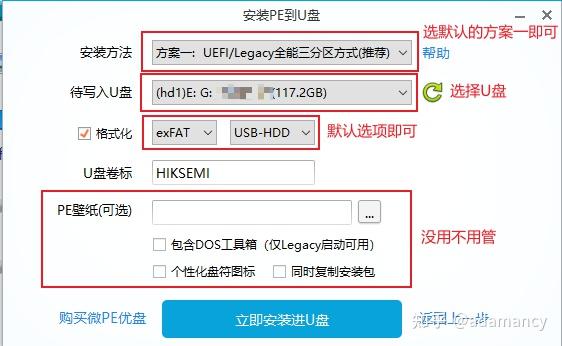 安装PE到U盘
选默认的方案一即可
安装方法 方案一：UEFI/Legacy全能三分区方式(推荐) 帮助
待写入U盘 (hd1)E: G: (117.2GB) 选择U盘
格式化 exFAT USB-HDD 默认选项即可
U盘卷标 HIKSEMI
PE壁纸(可选) ...
没用不用管
包含DOS工具箱（仅Legacy启动可用）
个性化盘符图标 同时复制安装包
购买微PE优盘 立即安装进U盘 返回上一步
知乎 @adamancy